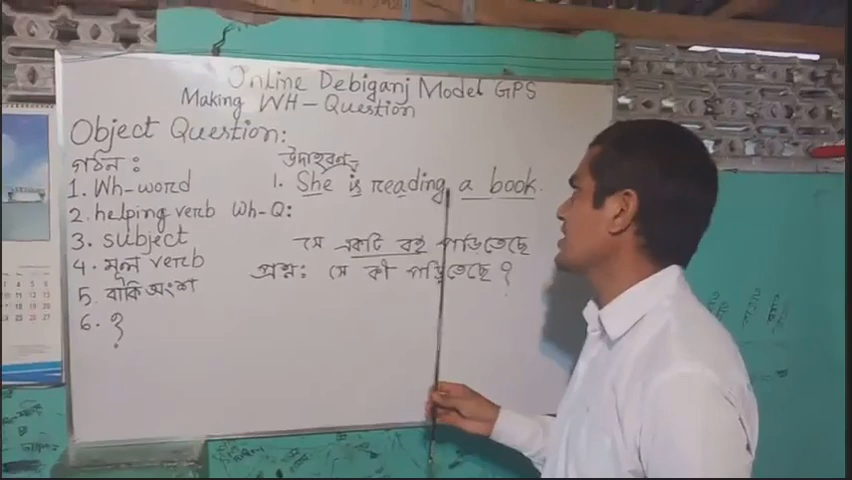 Online Debiganj Model GPS
Making WH-Question
Object Question:
গঠন:
1. Wh-word
2. helping verb
3. subject
4. মূল verb
5. বাকি অংশ
6. ?
উদাহরণ
1. She is reading a book.
Wh-Q:
সে একটি বই পড়িতেছে
প্রশ্ন: সে কী পড়িতেছে ?